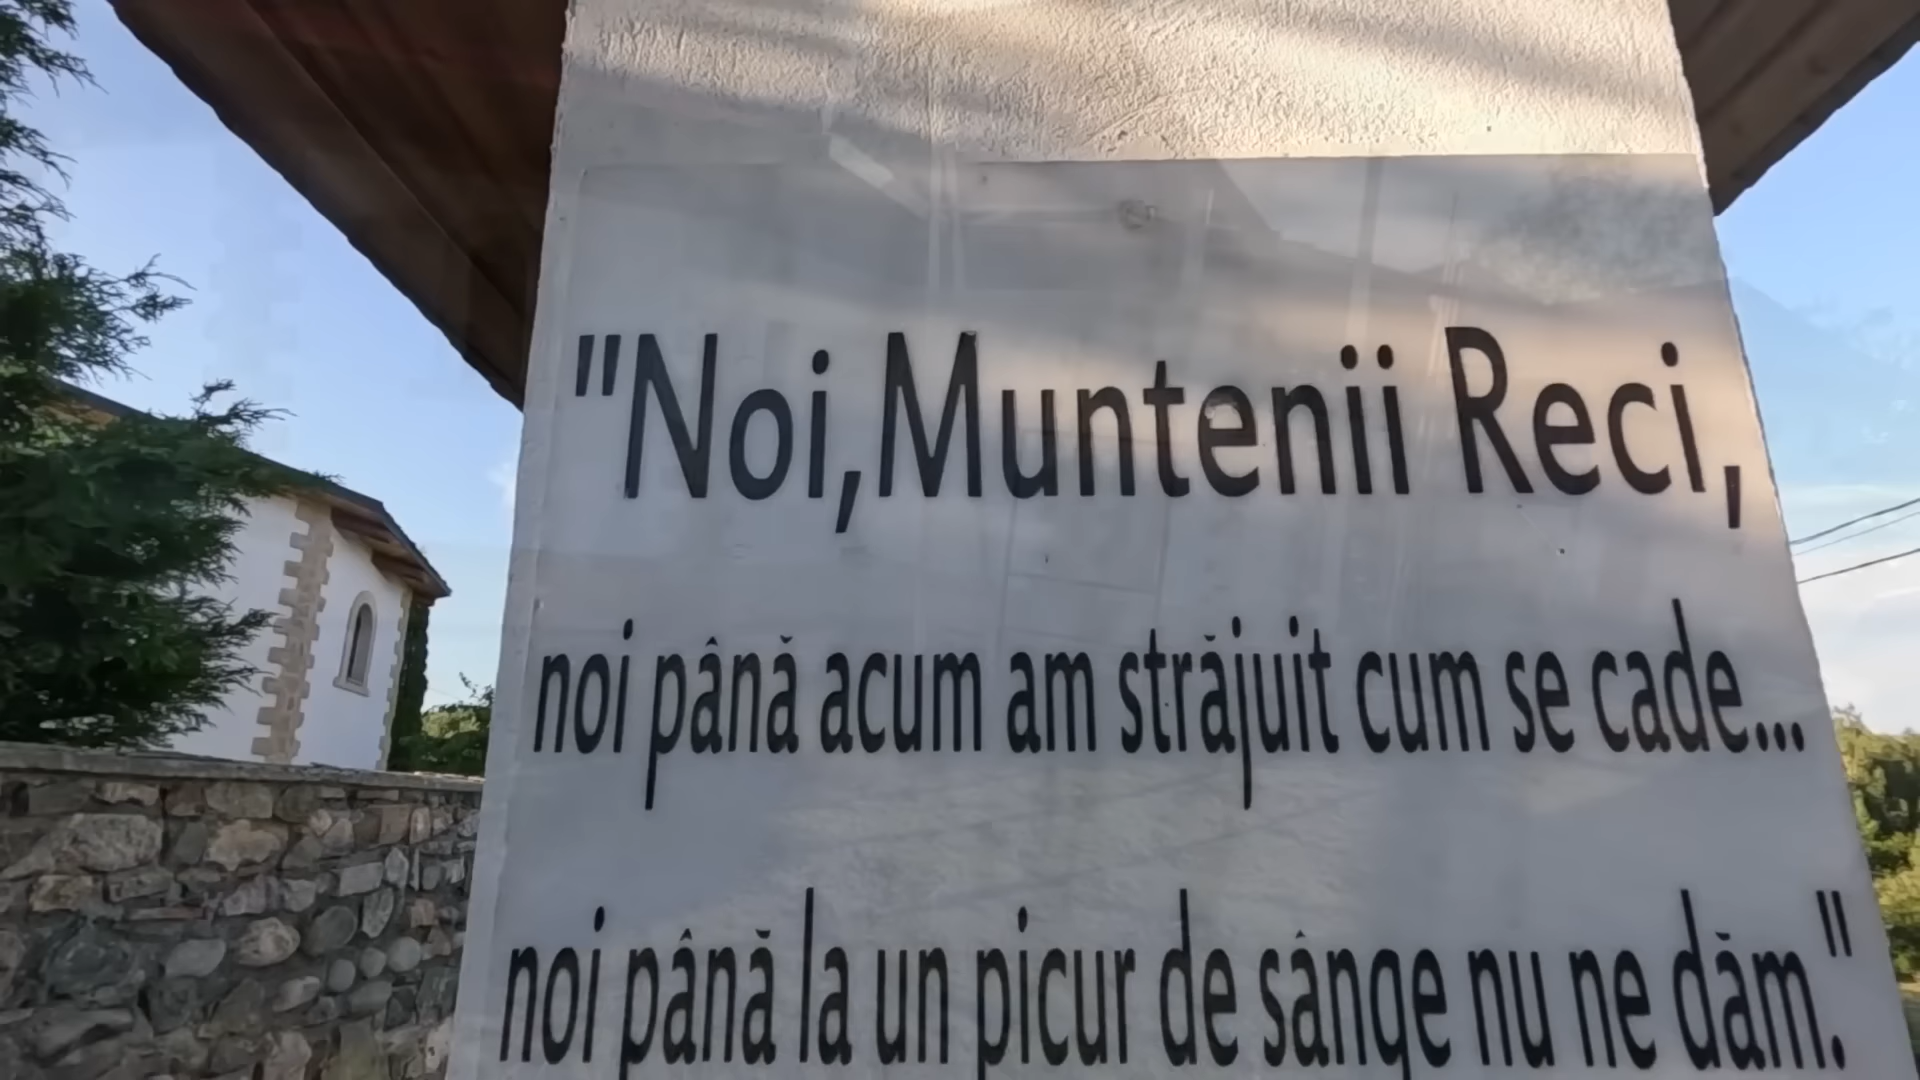 "Noi,Muntenii Reci,
noi până acum am străjuit cum se cade...
noi până la un picur de sânge nu ne dăm."